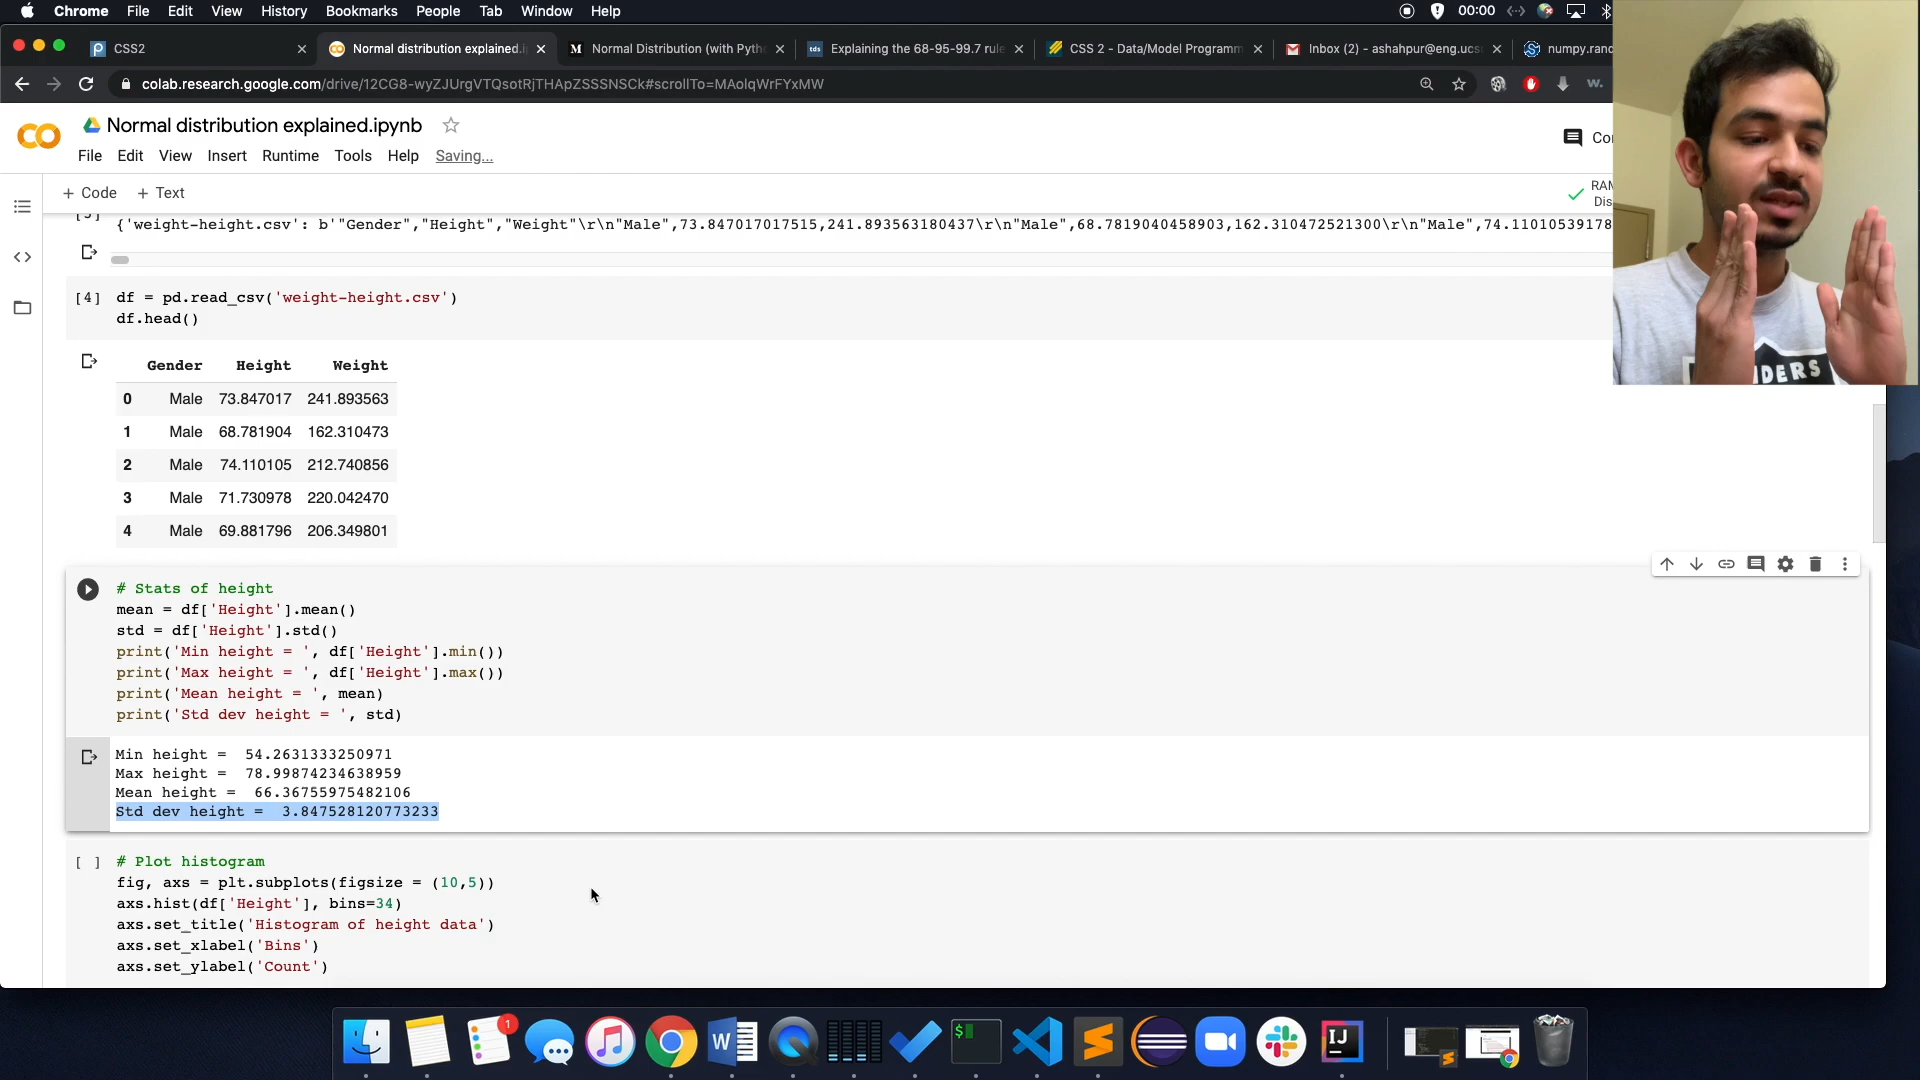 Chrome File Edit View History Bookmarks People Tab Window Help 00:00
CSS2
Normal distribution explained.i
Normal Distribution (with Pyth
Explaining the 68-95-99.7 rule
CSS 2 - Data/Model Programm
Inbox (2) - ashahpur@eng.ucs
numpy.rand
colab.research.google.com/drive/12CG8-wyZJUrgVTQsotRjTHApZSSSNSCk#scrollTo=MAolqWrFYxMW
Normal distribution explained.ipynb
File Edit View Insert Runtime Tools Help Saving...
+ Code + Text
RAM
Dis
{'weight-height.csv': b'"Gender","Height","Weight"\r\n"Male",73.847017017515,241.893563180437\r\n"Male",68.7819040458903,162.310472521300\r\n"Male",74.11010539178
[4] df = pd.read_csv('weight-height.csv')
df.head()
Gender Height Weight
0 Male 73.847017 241.893563
1 Male 68.781904 162.310473
2 Male 74.110105 212.740856
3 Male 71.730978 220.042470
4 Male 69.881796 206.349801
# Stats of height
mean = df['Height'].mean()
std = df['Height'].std()
print('Min height = ', df['Height'].min())
print('Max height = ', df['Height'].max())
print('Mean height = ', mean)
print('Std dev height = ', std)
Min height =  54.2631333250971
Max height =  78.99874234638959
Mean height =  66.36755975482106
Std dev height =  3.847528120773233
[ ] # Plot histogram
fig, axs = plt.subplots(figsize = (10,5))
axs.hist(df['Height'], bins=34)
axs.set_title('Histogram of height data')
axs.set_xlabel('Bins')
axs.set_ylabel('Count')